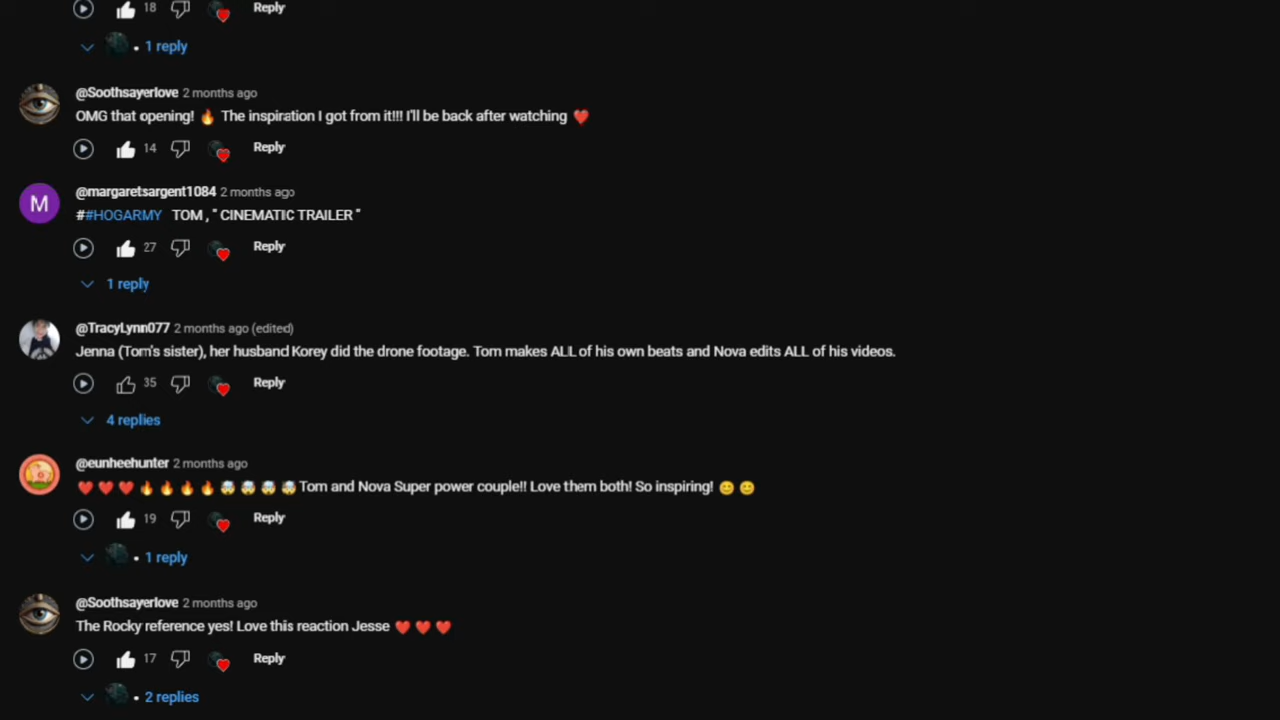 18 Reply
• 1 reply
@Soothsayerlove 2 months ago
OMG that opening! 🔥 The inspiration I got from it!!! I'll be back after watching ❤️
14 Reply
M
@margaretsargent1084 2 months ago
##HOGARMY TOM , " CINEMATIC TRAILER "
27 Reply
1 reply
@TracyLynn077 2 months ago (edited)
Jenna (Tom's sister), her husband Korey did the drone footage. Tom makes ALL of his own beats and Nova edits ALL of his videos.
35 Reply
4 replies
@eunheehunter 2 months ago
❤️❤️❤️🔥🔥🔥🔥🤯🤯🤯🤯Tom and Nova Super power couple!! Love them both! So inspiring! 😊😊
19 Reply
• 1 reply
@Soothsayerlove 2 months ago
The Rocky reference yes! Love this reaction Jesse ❤️❤️❤️
17 Reply
• 2 replies